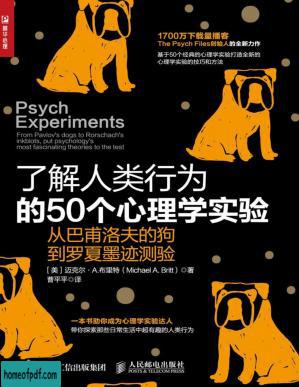 1700万下载量播客
The Psych Files创始人的全新力作
基于50个经典的心理学实验打造全新的
心理学实验的技巧和方法
Psych
Experiments
From Pavlov's dogs to Rorschach's
inkblots, put psychology's
most fascinating theories to the test
了解人类行为
的50个心理学实验
从巴甫洛夫的狗
到罗夏墨迹测验
[美] 迈克尔·A.布里特 (Michael A. Britt) 著
曹平平 译
一本书助你成为心理学实验达人
带你探索那些日常生活中超有趣的人类行为
信出版集团
人民邮电出版社
homeofpdf.com